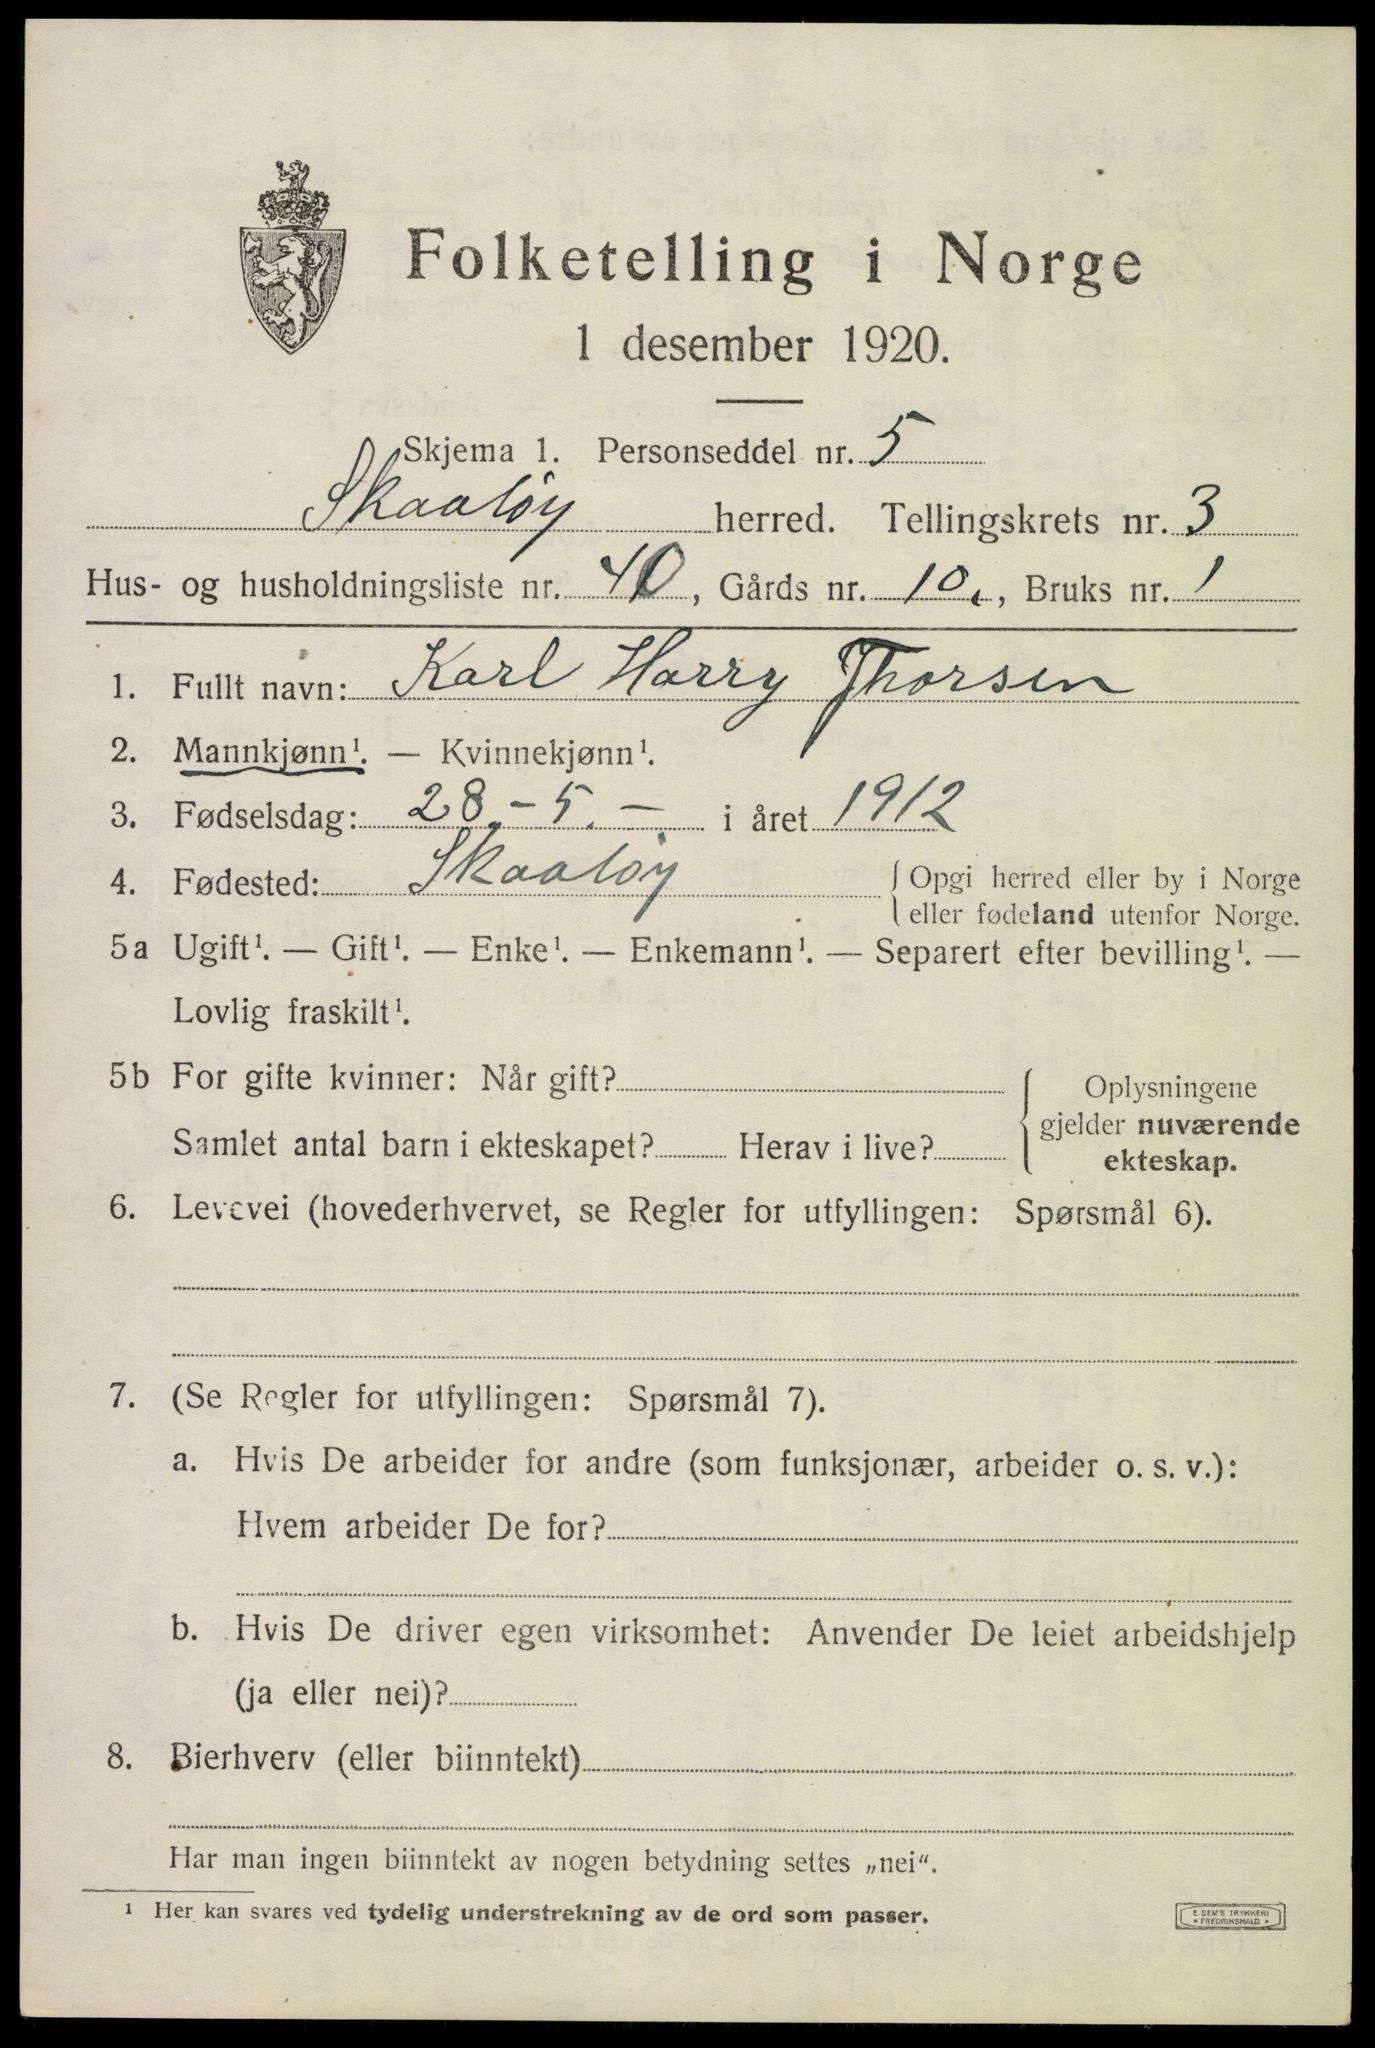 Folketelling i Norge
1 desember 1920.
Skjema 1. Personseddel nr. 5
Skaatöy herred. Tellingskrets nr. 3
Hus- og husholdningsliste nr. 40, Gårds nr. 10., Bruks nr. 1
1. Fullt navn: Karl Harry Thorsen
2. Mannkjønn¹. — Kvinnekjønn¹.
3. Fødselsdag: 28. - 5. - i året 1912
4. Fødested: Skaatöy { Opgi herred eller by i Norge
eller fødeland utenfor Norge.
5a Ugift¹. — Gift¹. — Enke¹. — Enkemann¹. — Separert efter bevilling¹. —
Lovlig fraskilt¹.
5b For gifte kvinner: Når gift?
Samlet antal barn i ekteskapet? Herav i live?
{ Oplysningene
gjelder nuværende
ekteskap.
6. Levevei (hovederhvervet, se Regler for utfyllingen: Spørsmål 6).
7. (Se Regler for utfyllingen: Spørsmål 7).
a. Hvis De arbeider for andre (som funksjonær, arbeider o. s. v.):
Hvem arbeider De for?
b. Hvis De driver egen virksomhet: Anvender De leiet arbeidshjelp
(ja eller nei)?
8. Bierhverv (eller biinntekt)
Har man ingen biinntekt av nogen betydning settes „nei“.
¹ Her kan svares ved tydelig understrekning av de ord som passer.
E. SEM'S TRYKKERI
• FREDRIKSHALD •